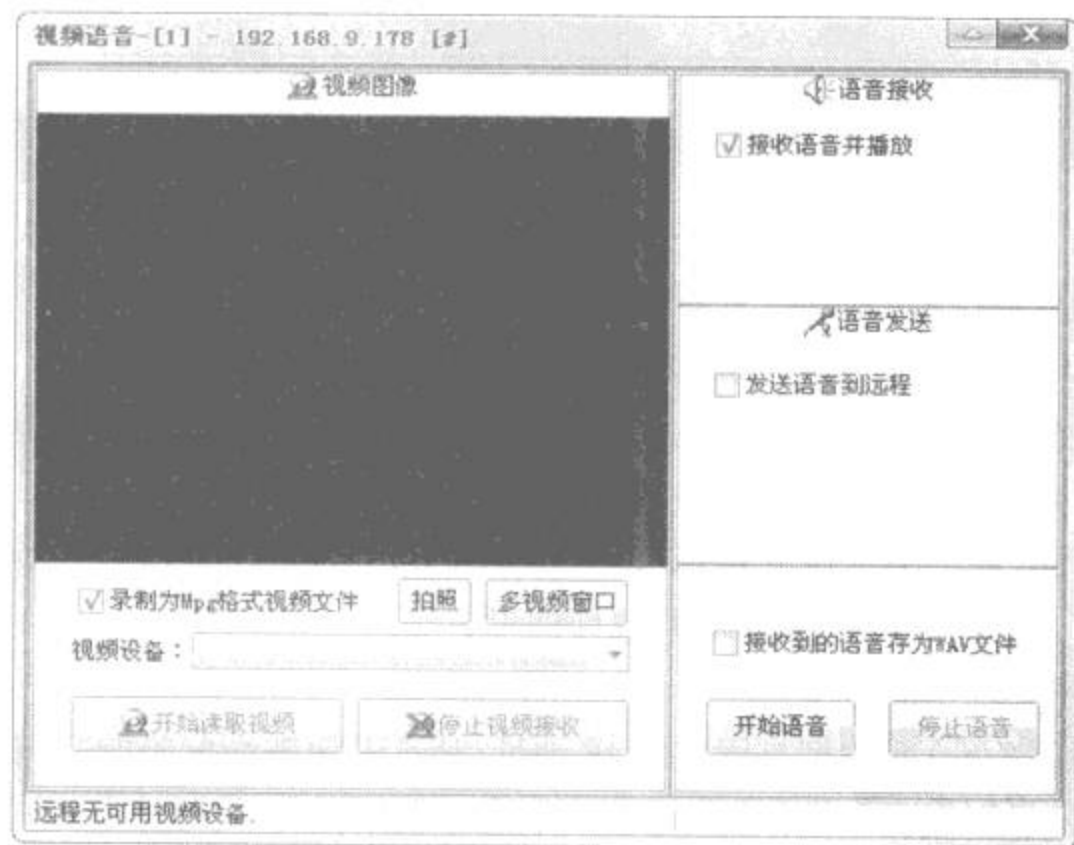 视频语音-[1] - 192.168.9.178 [#]
视频图像
录制为Mpg格式视频文件
拍照
多视频窗口
视频设备：
开始读取视频
停止视频接收
语音接收
接收语音并播放
语音发送
发送语音到远程
接收到的语音存为WAV文件
开始语音
停止语音
远程无可用视频设备.